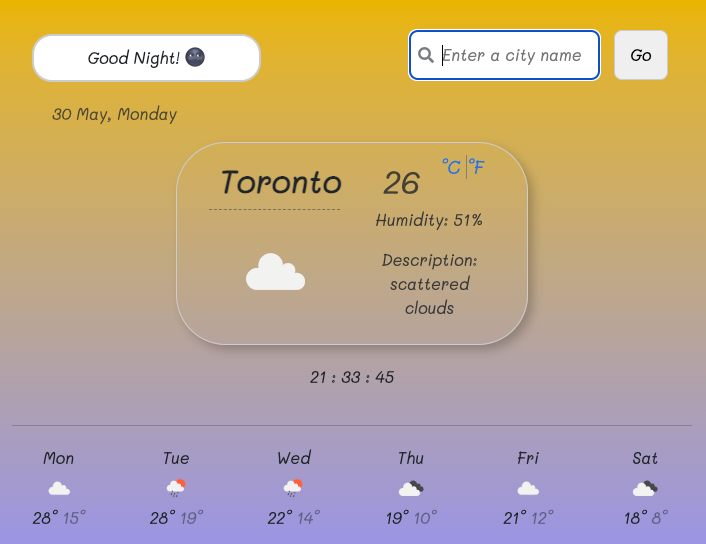 Good Night! 🌚
Enter a city name
Go
30 May, Monday
Toronto
26
°C|°F
Humidity: 51%
Description:
scattered
clouds
21 : 33 : 45
Mon Tue Wed Thu Fri Sat
28° 15° 28° 19° 22° 14° 19° 10° 21° 12° 18° 8°